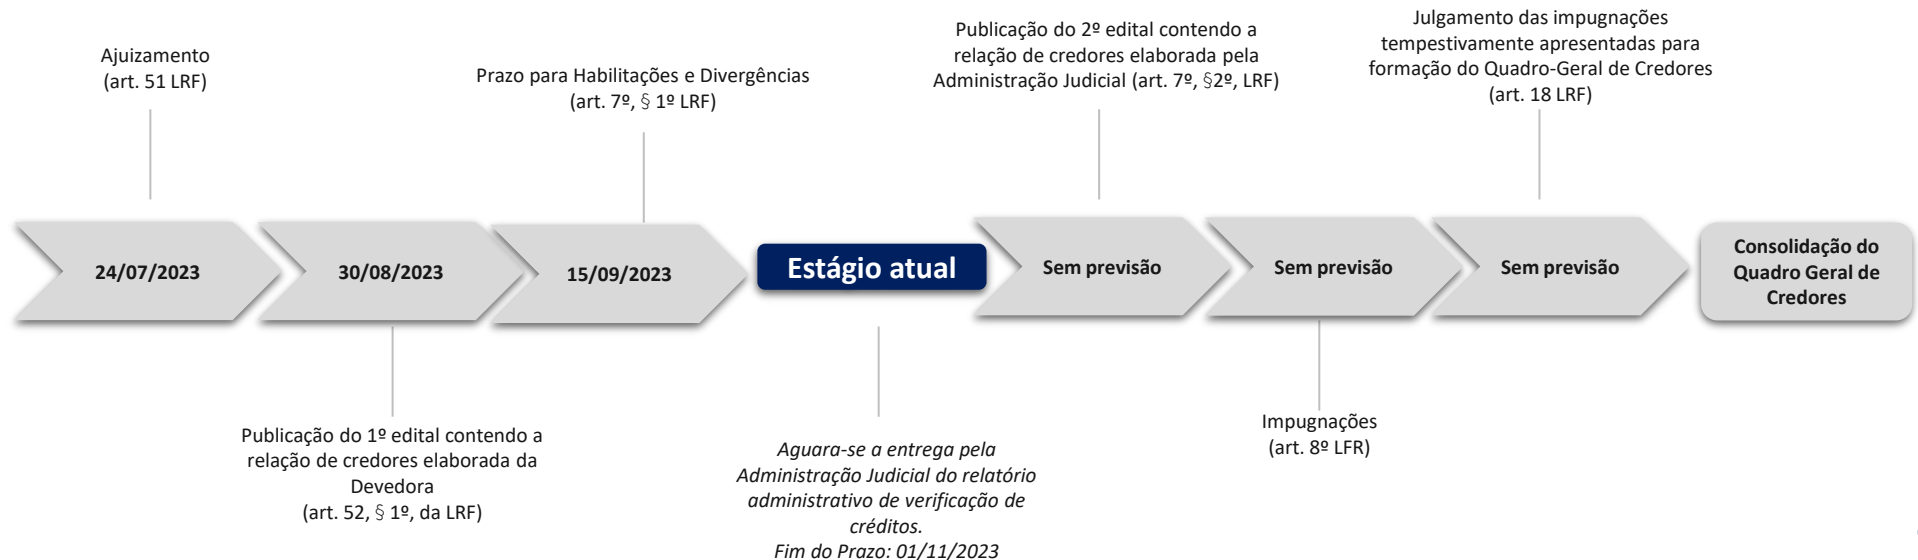 Ajuizamento
(art. 51 LRF)
24/07/2023
30/08/2023
Publicação do 1º edital contendo a
relação de credores elaborada da
Devedora
(art. 52, § 1º, da LRF)
Prazo para Habilitações e Divergências
(art. 7º, § 1º LRF)
15/09/2023
Estágio atual
Aguara-se a entrega pela
Administração Judicial do relatório
administrativo de verificação de
créditos.
Fim do Prazo: 01/11/2023
Publicação do 2º edital contendo a
relação de credores elaborada pela
Administração Judicial (art. 7º, §2º, LRF)
Sem previsão
Sem previsão
Impugnações
(art. 8º LFR)
Julgamento das impugnações
tempestivamente apresentadas para
formação do Quadro-Geral de Credores
(art. 18 LRF)
Sem previsão
Consolidação do
Quadro Geral de
Credores